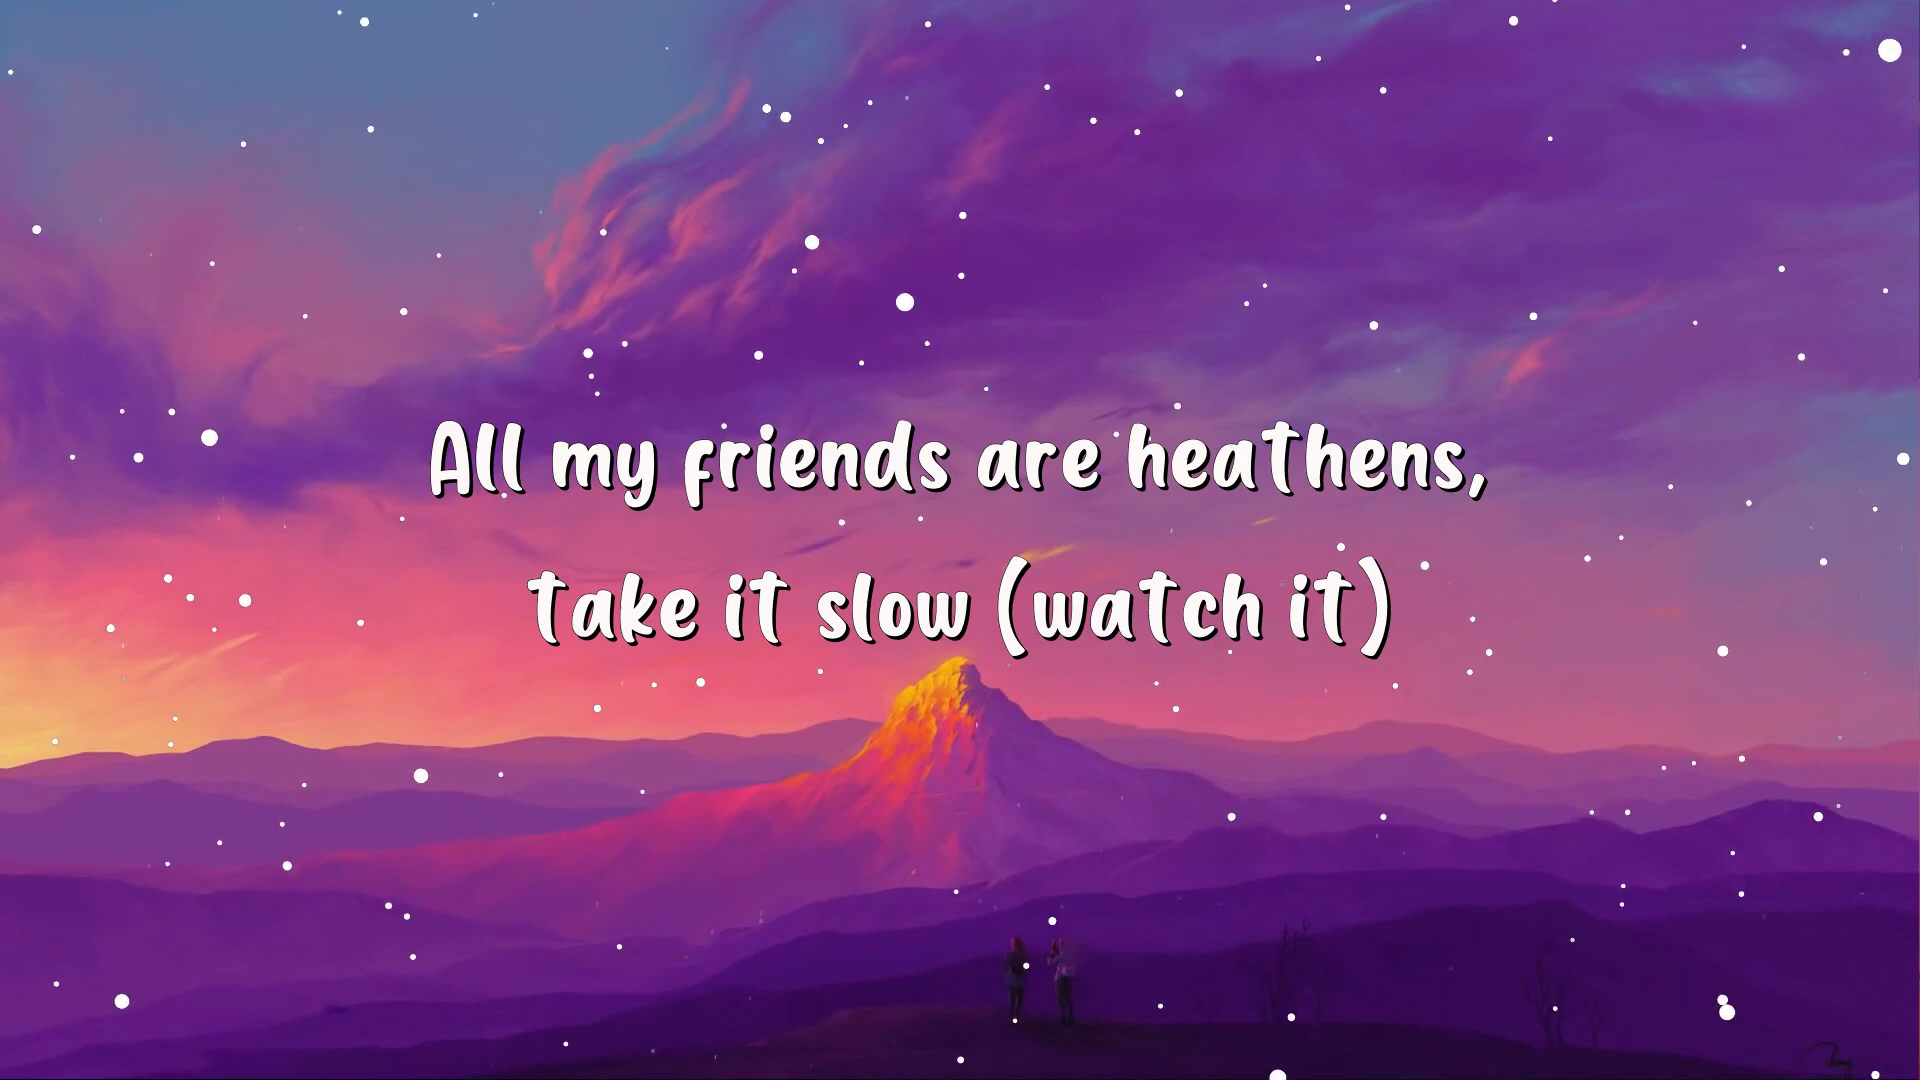 All my friends are heathens,
take it slow (watch it)